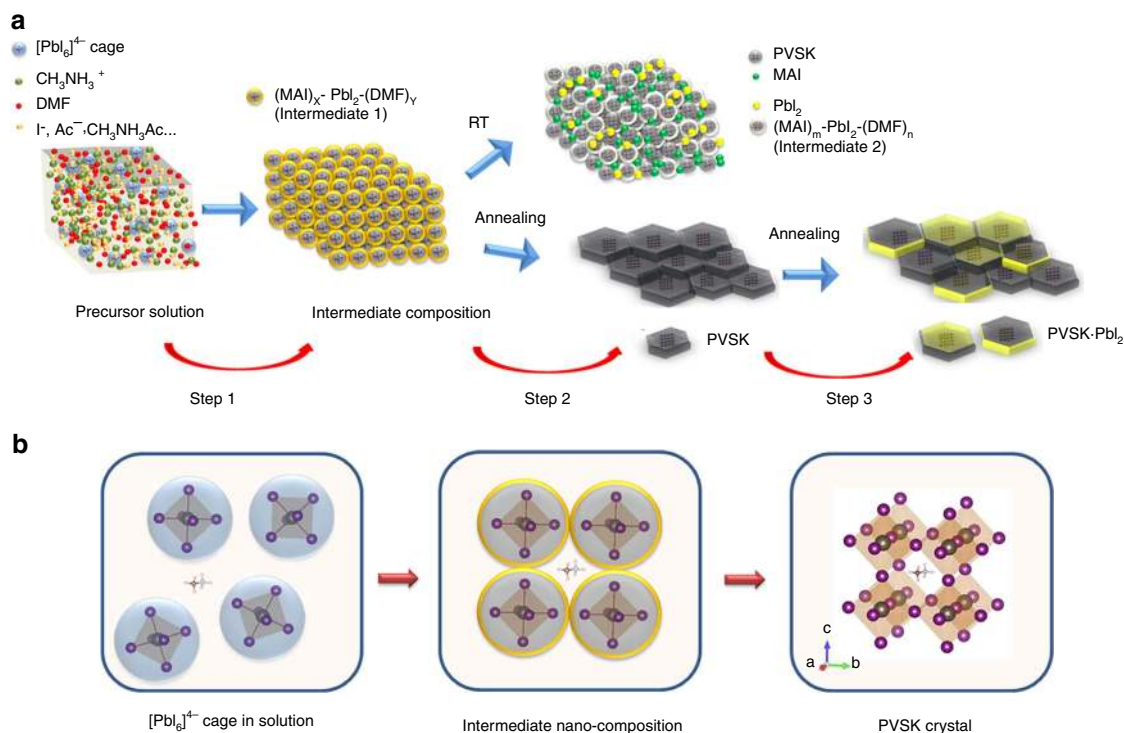 a
[PbI₆]⁴⁻ cage
CH₃NH₃⁺
DMF
I⁻, Ac⁻,CH₃NH₃Ac...
(MAI)X- PbI₂-(DMF)Y
(Intermediate 1)
RT
PVSK
MAI
PbI₂
(MAI)m-PbI₂-(DMF)n
(Intermediate 2)
Annealing
Annealing
Precursor solution
Intermediate composition
PVSK
PVSK·PbI₂
Step 1
Step 2
Step 3
b
c
a
b
[PbI₆]⁴⁻ cage in solution
Intermediate nano-composition
PVSK crystal